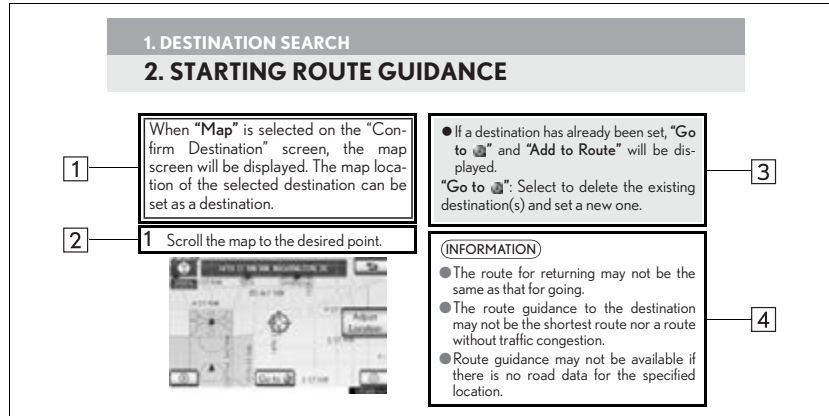 1. DESTINATION SEARCH
2. STARTING ROUTE GUIDANCE
1
When “Map” is selected on the “Con-
firm Destination” screen, the map
screen will be displayed. The map loca-
tion of the selected destination can be
set as a destination.
2
1 Scroll the map to the desired point.
Adjust
Location
Go to
● If a destination has already been set, “Go
to ” and “Add to Route” will be dis-
played.
“Go to ”: Select to delete the existing
destination(s) and set a new one.
3
INFORMATION
● The route for returning may not be the
same as that for going.
● The route guidance to the destination
may not be the shortest route nor a route
without traffic congestion.
● Route guidance may not be available if
there is no road data for the specified
location.
4